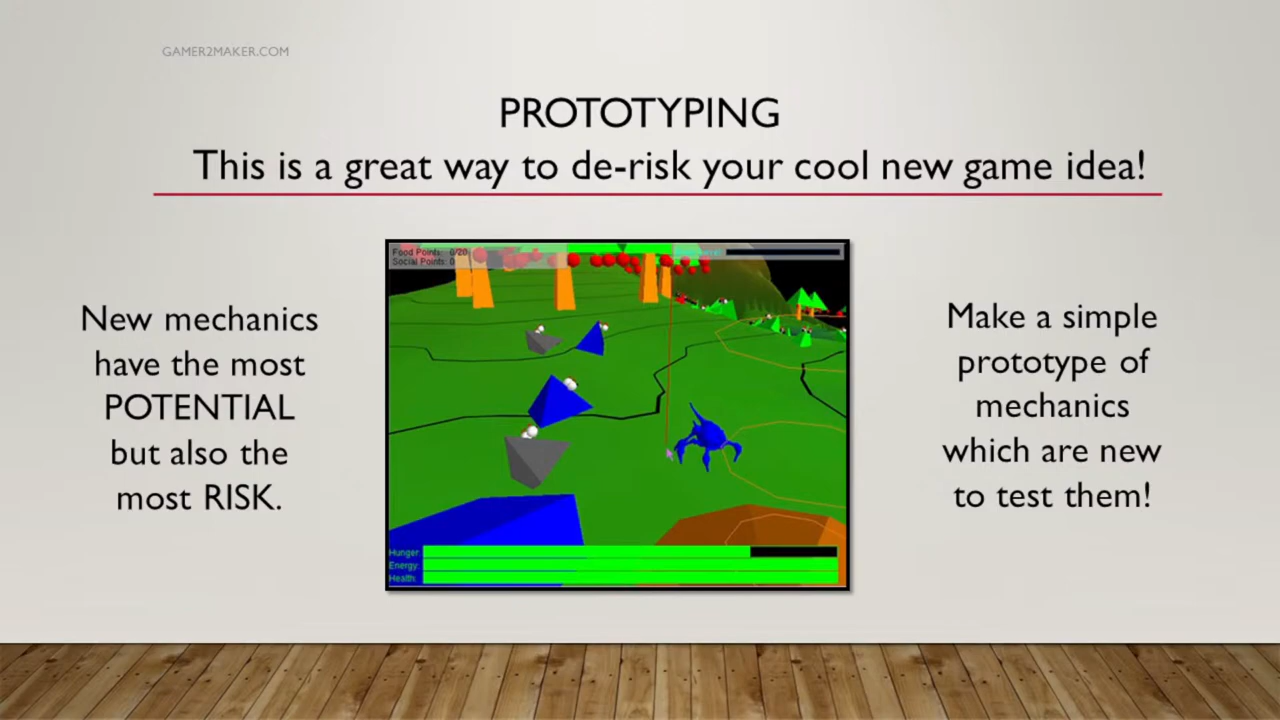 GAMER2MAKER.COM
PROTOTYPING
This is a great way to de-risk your cool new game idea!
New mechanics
have the most
POTENTIAL
but also the
most RISK.
Food Points: 0/20
Social Points: 0
Hunger:
Energy:
Health:
Make a simple
prototype of
mechanics
which are new
to test them!